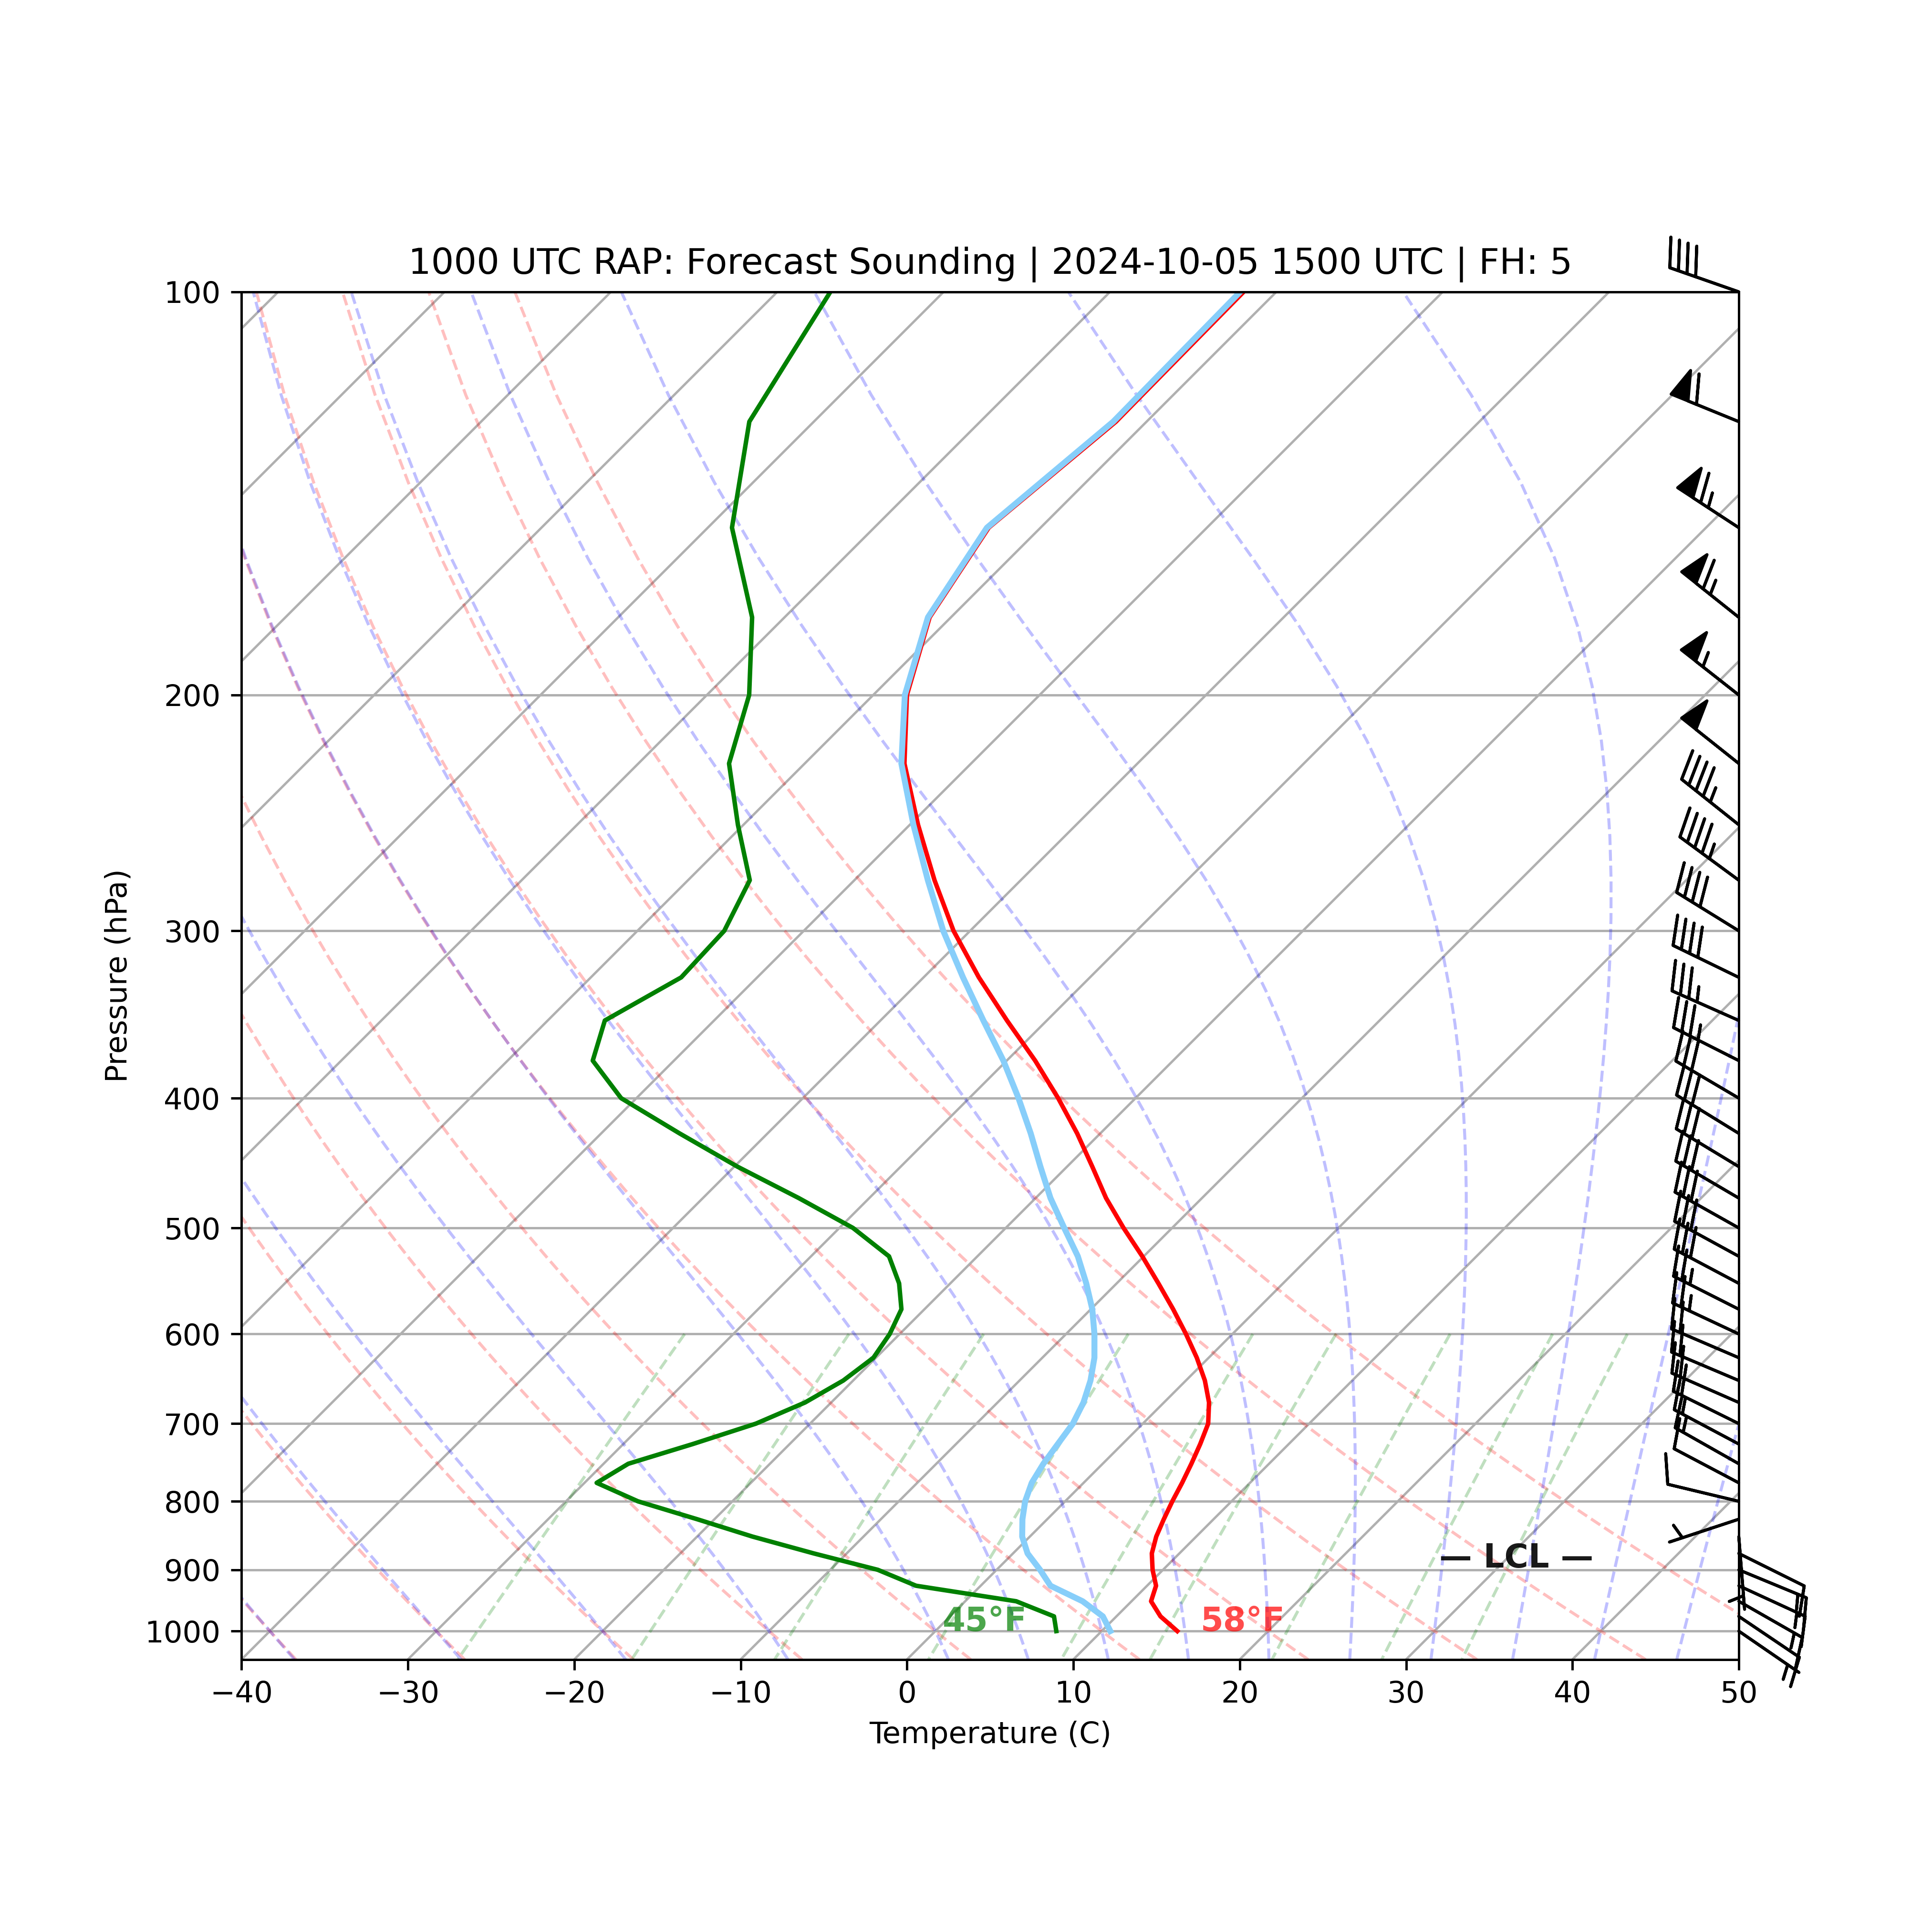 1000 UTC RAP: Forecast Sounding | 2024-10-05 1500 UTC | FH: 5
100
200
300
400
500
600
700
800
900
1000
Pressure (hPa)
— LCL —
45°F
58°F
−40 −30 −20 −10 0 10 20 30 40 50
Temperature (C)